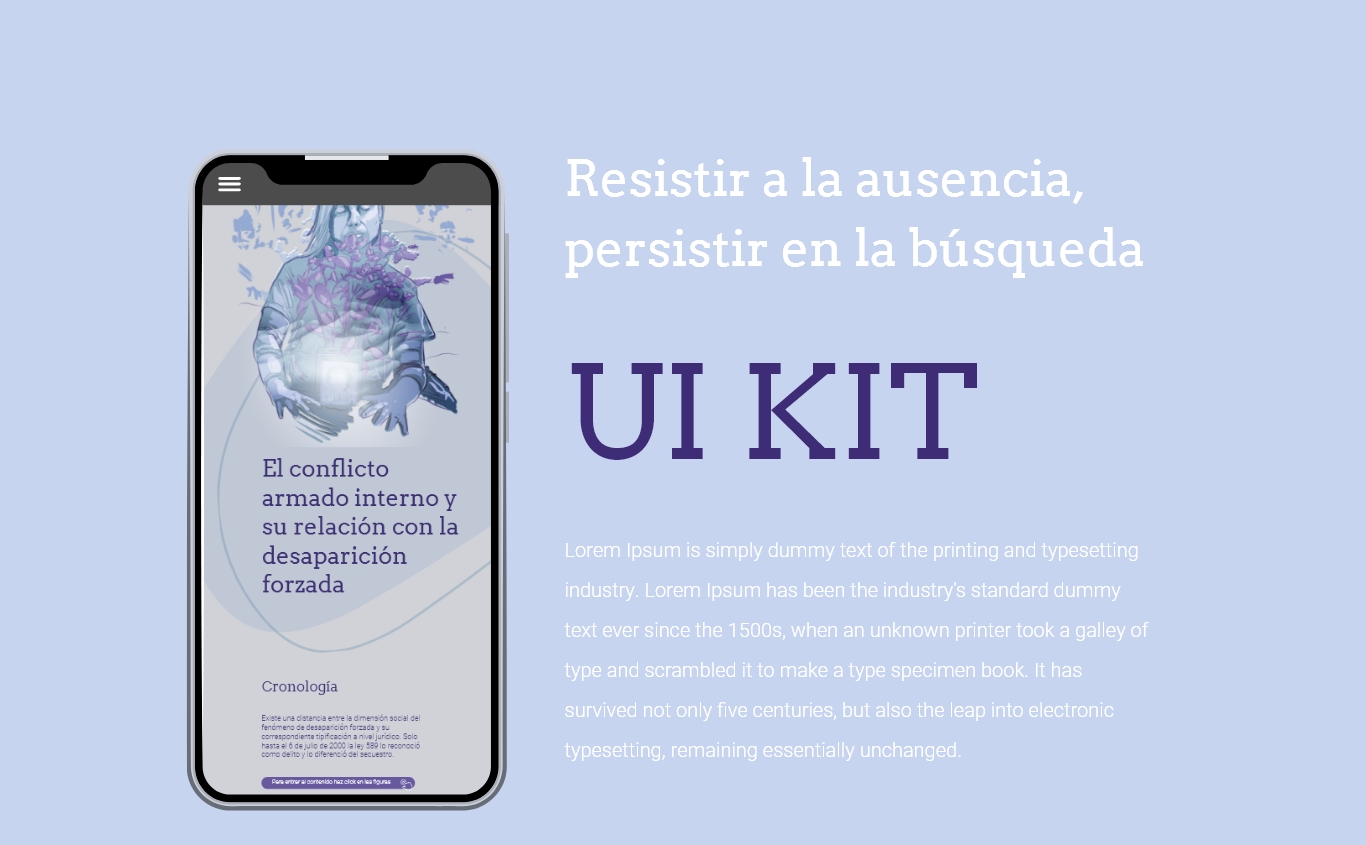 Resistir a la ausencia,
persistir en la búsqueda
UI KIT
Lorem Ipsum is simply dummy text of the printing and typesetting
industry. Lorem Ipsum has been the industry's standard dummy
text ever since the 1500s, when an unknown printer took a galley of
type and scrambled it to make a type specimen book. It has
survived not only five centuries, but also the leap into electronic
typesetting, remaining essentially unchanged.
El conflicto
armado interno y
su relación con la
desaparición
forzada
Cronología
Existe una distancia entre la dimensión social del
fenómeno de desaparición forzada y su
correspondiente tipificación a nivel jurídico: Solo
hasta el 6 de julio de 2000 la ley 589 lo reconoció
como delito y lo diferenció del secuestro.
Para entrar al contenido haz click en las figuras